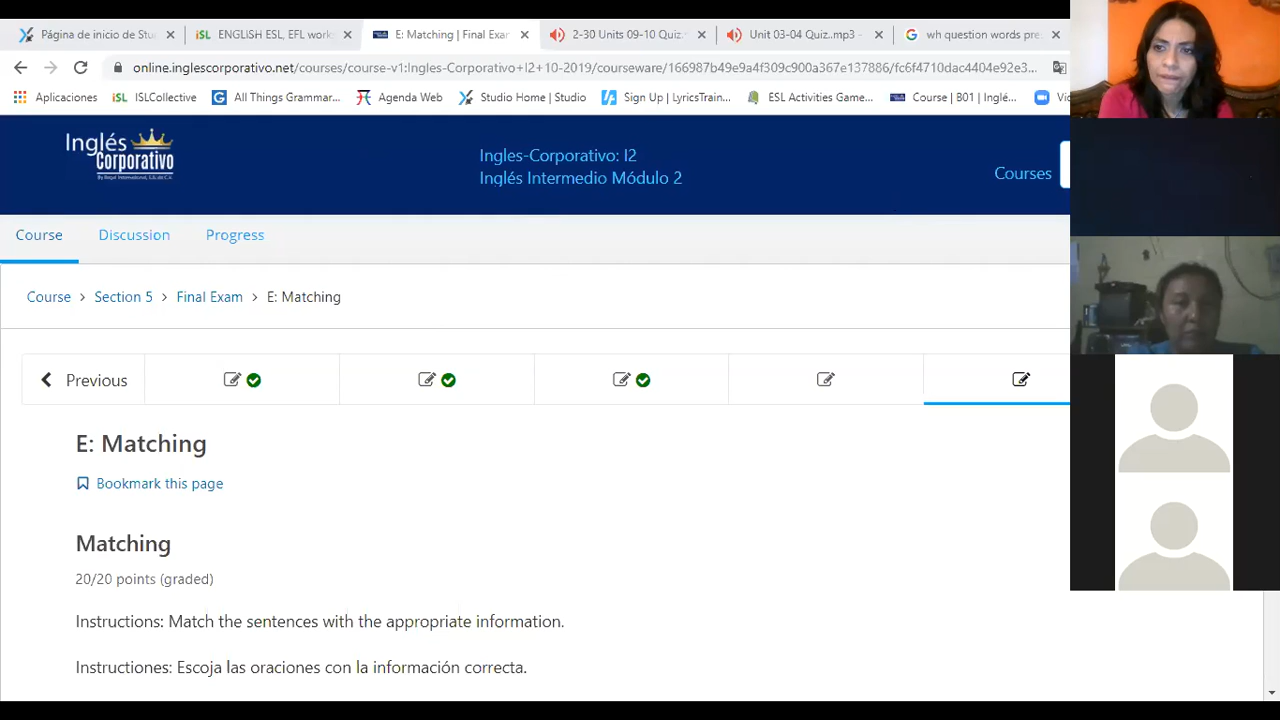 Página de inicio de Stu
ENGLISH ESL, EFL work
E: Matching | Final Exam
2-30 Units 09-10 Quiz.
Unit 03-04 Quiz..mp3 -
wh question words pre
online.inglescorporativo.net/courses/course-v1:Ingles-Corporativo+I2+10-2019/courseware/166987b49e9a4f309c900a367e137886/fc6f4710dac4404e92e3...
Aplicaciones
ISLCollective
All Things Grammar...
Agenda Web
Studio Home | Studio
Sign Up | LyricsTrain...
ESL Activities Game...
Course | B01 | Inglé...
Inglés
Corporativo
Ingles-Corporativo: I2
Inglés Intermedio Módulo 2
Courses
Course
Discussion
Progress
Course > Section 5 > Final Exam > E: Matching
Previous
E: Matching
Bookmark this page
Matching
20/20 points (graded)
Instructions: Match the sentences with the appropriate information.
Instructiones: Escoja las oraciones con la información correcta.